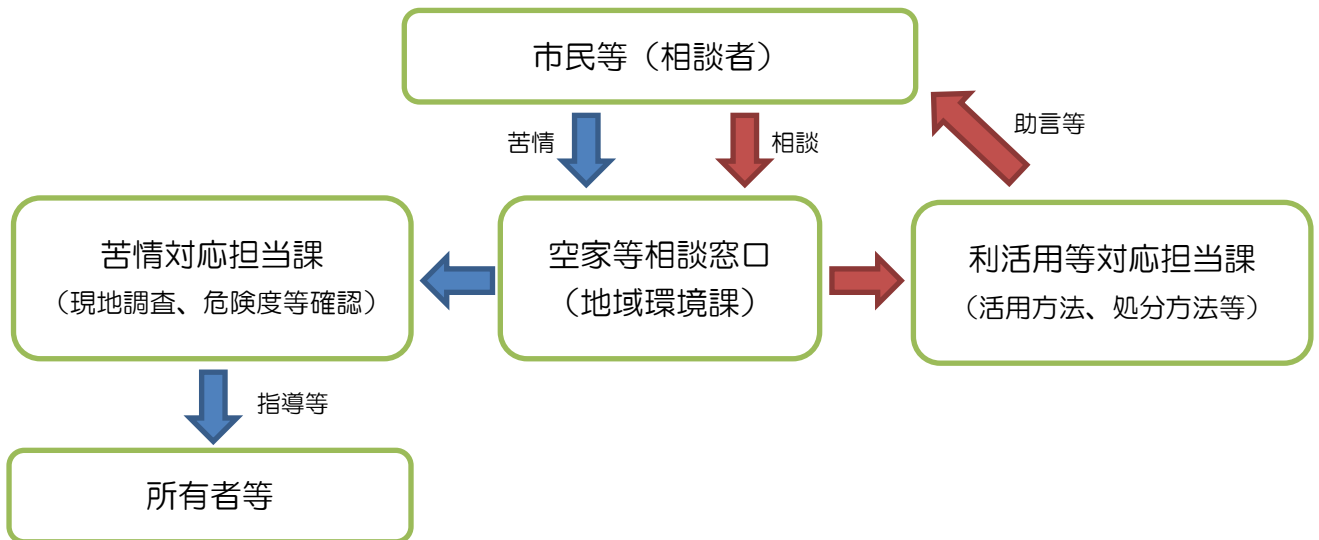 市民等（相談者）
苦情
相談
助言等
苦情対応担当課
（現地調査、危険度等確認）
空家等相談窓口
（地域環境課）
利活用等対応担当課
（活用方法、処分方法等）
指導等
所有者等